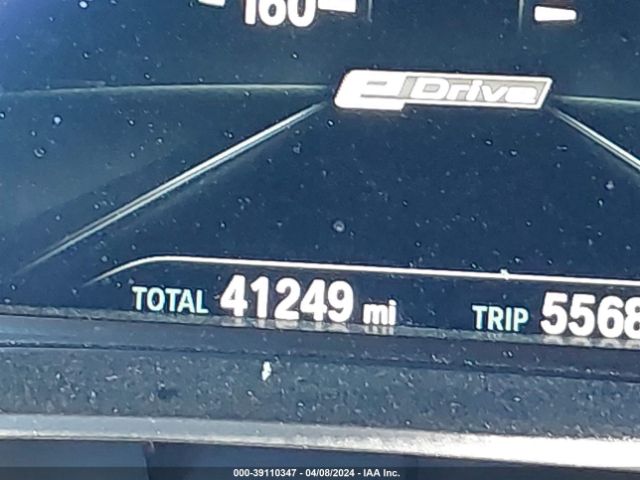 160
eDrive
TOTAL 41249 mi TRIP 5568
000-39110347 - 04/08/2024 - IAA Inc.